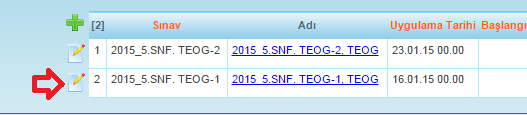 [2] Sınav Adı Uygulama Tarihi Başlangı
1 2015_5.SNF. TEOG-2 2015_5.SNF. TEOG-2, TEOG 23.01.15 00.00
2 2015_5.SNF. TEOG-1 2015_5.SNF. TEOG-1, TEOG 16.01.15 00.00